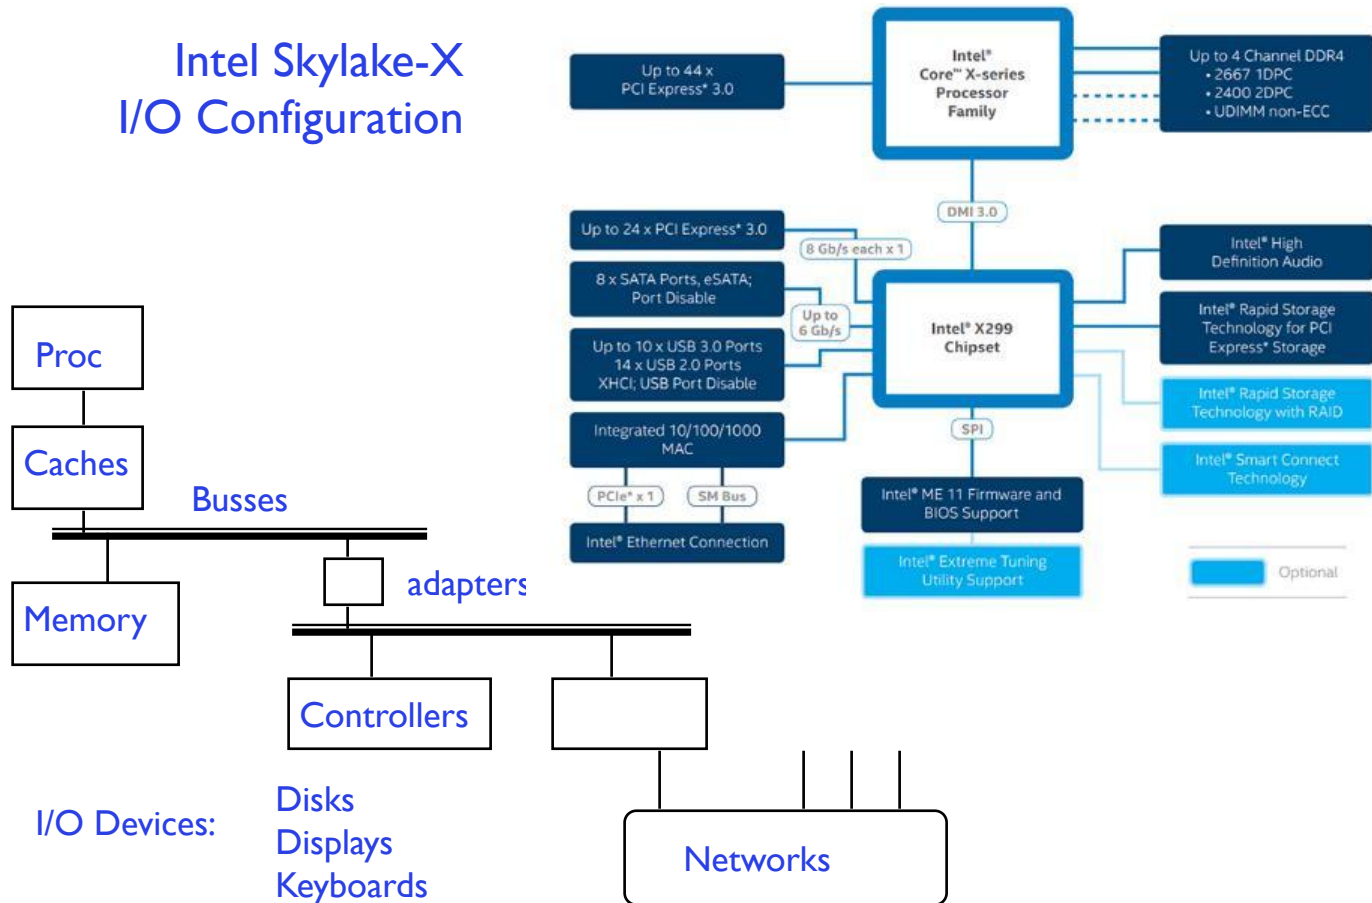 Intel Skylake-X
I/O Configuration
Up to 44 x
PCI Express* 3.0
Intel®
Core™ X-series
Processor
Family
Up to 4 Channel DDR4
• 2667 1DPC
• 2400 2DPC
• UDIMM non-ECC
DMI 3.0
Up to 24 x PCI Express* 3.0
8 Gb/s each x 1
8 x SATA Ports, eSATA;
Port Disable
Up to
6 Gb/s
Up to 10 x USB 3.0 Ports
14 x USB 2.0 Ports
XHCI; USB Port Disable
Integrated 10/100/1000
MAC
PCIe* x 1
SM Bus
Intel® Ethernet Connection
Intel® X299
Chipset
SPI
Intel® ME 11 Firmware and
BIOS Support
Intel® Extreme Tuning
Utility Support
Intel® High
Definition Audio
Intel® Rapid Storage
Technology for PCI
Express* Storage
Intel® Rapid Storage
Technology with RAID
Intel® Smart Connect
Technology
Optional
Proc
Caches
Busses
Memory
adapters
Controllers
I/O Devices:
Disks
Displays
Keyboards
Networks